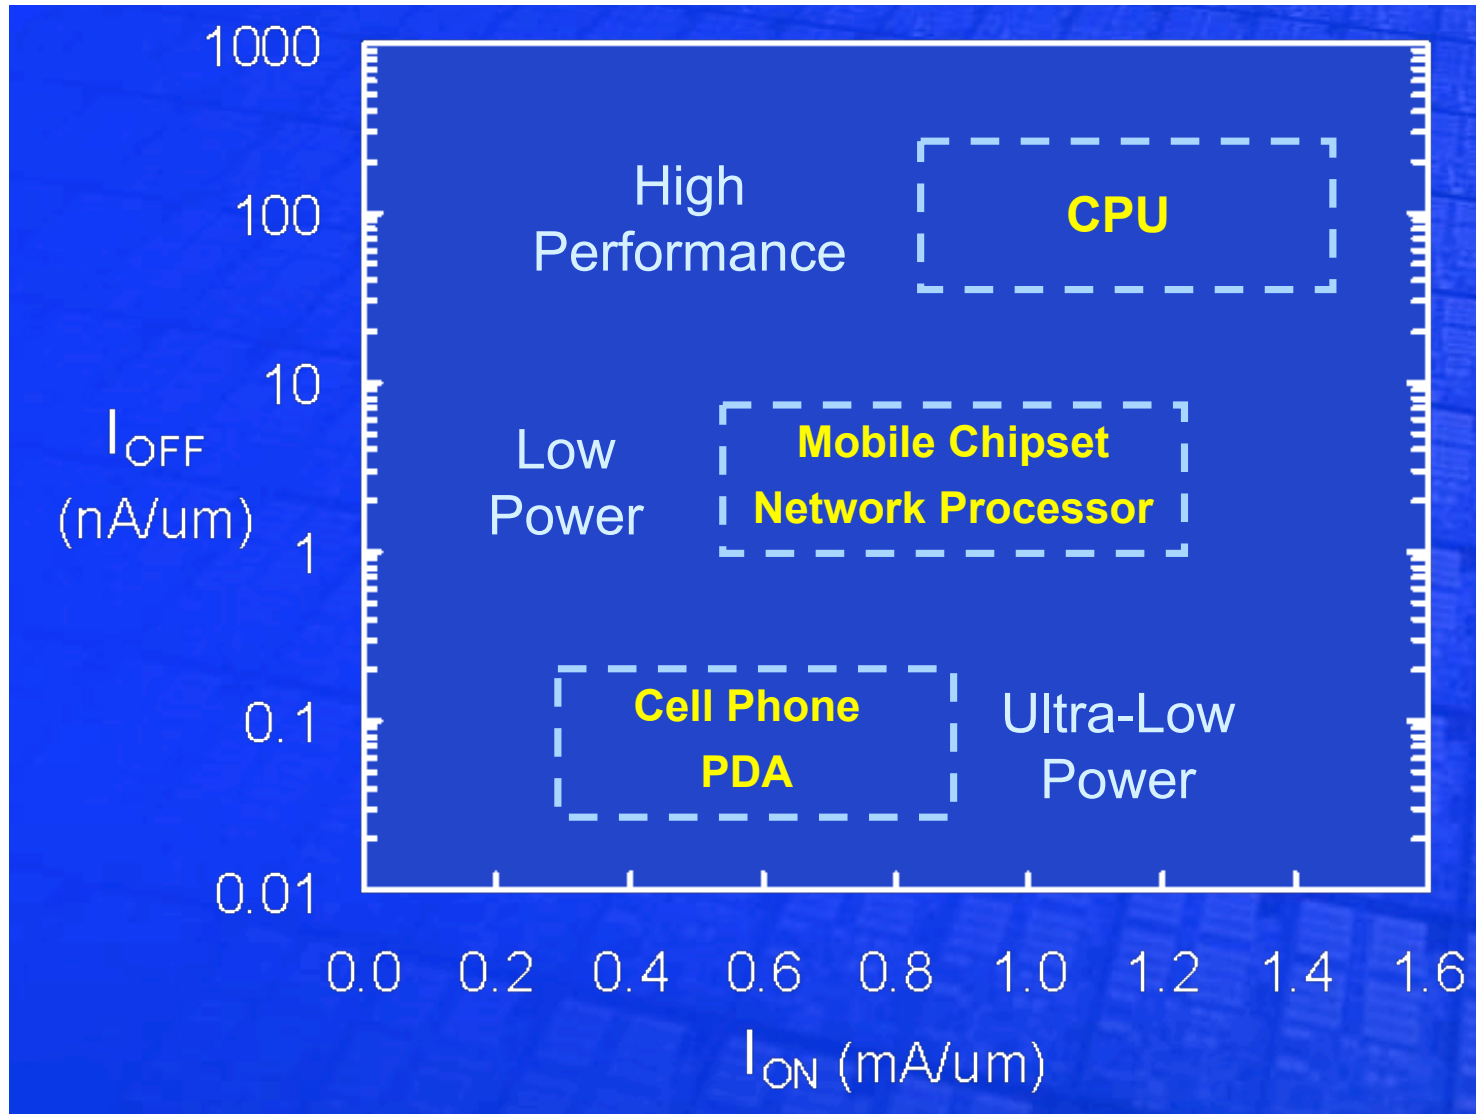 1000
100
10
1
0.1
0.01
I_OFF
(nA/um)
High
Performance
CPU
Low
Power
Mobile Chipset
Network Processor
Cell Phone
PDA
Ultra-Low
Power
0.0 0.2 0.4 0.6 0.8 1.0 1.2 1.4 1.6
I_ON (mA/um)